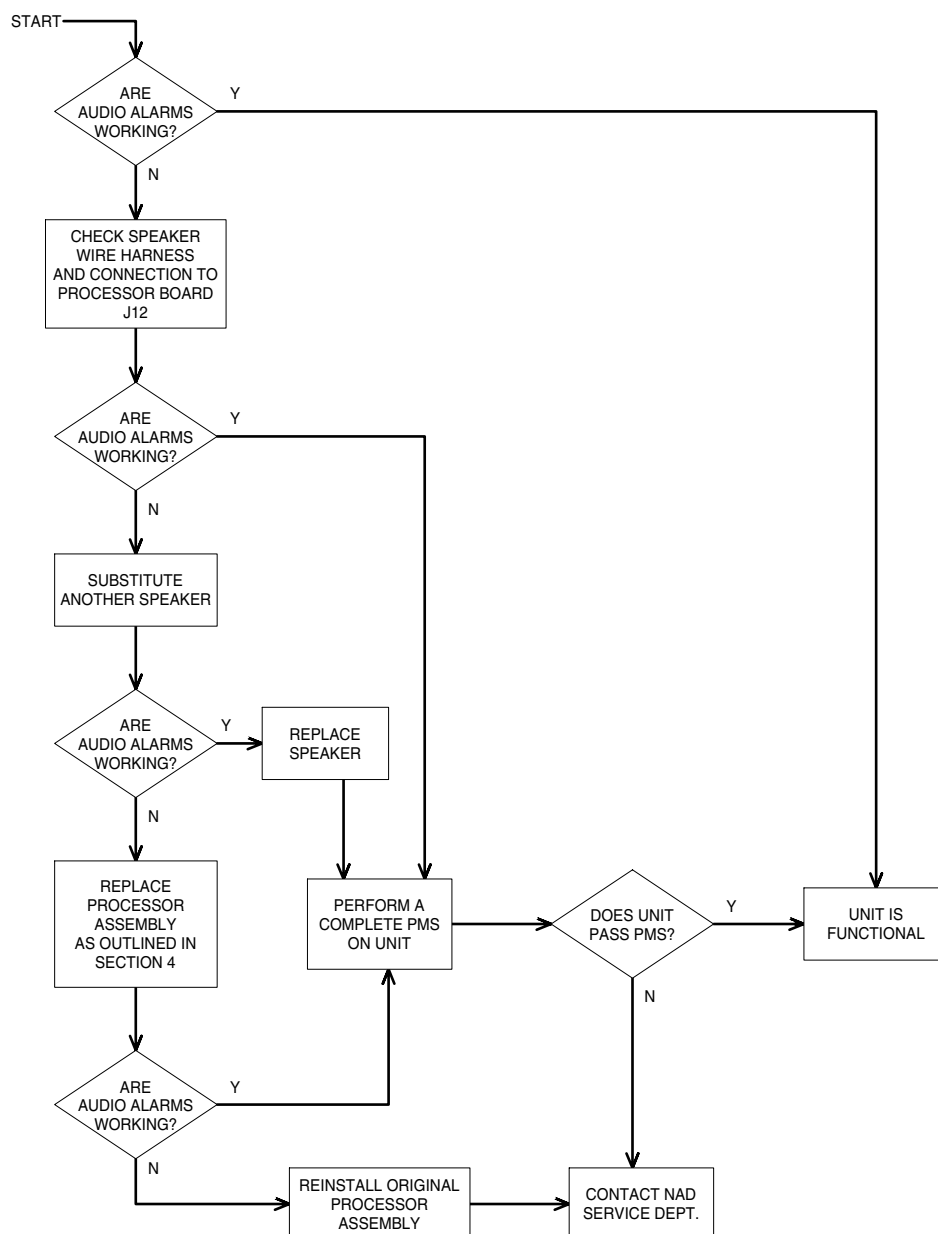 START
ARE
AUDIO ALARMS
WORKING?
Y
N
CHECK SPEAKER
WIRE HARNESS
AND CONNECTION TO
PROCESSOR BOARD
J12
ARE
AUDIO ALARMS
WORKING?
Y
N
SUBSTITUTE
ANOTHER SPEAKER
ARE
AUDIO ALARMS
WORKING?
Y
N
REPLACE
SPEAKER
REPLACE
PROCESSOR
ASSEMBLY
AS OUTLINED IN
SECTION 4
PERFORM A
COMPLETE PMS
ON UNIT
DOES UNIT
PASS PMS?
Y
N
UNIT IS
FUNCTIONAL
ARE
AUDIO ALARMS
WORKING?
Y
N
REINSTALL ORIGINAL
PROCESSOR
ASSEMBLY
CONTACT NAD
SERVICE DEPT.